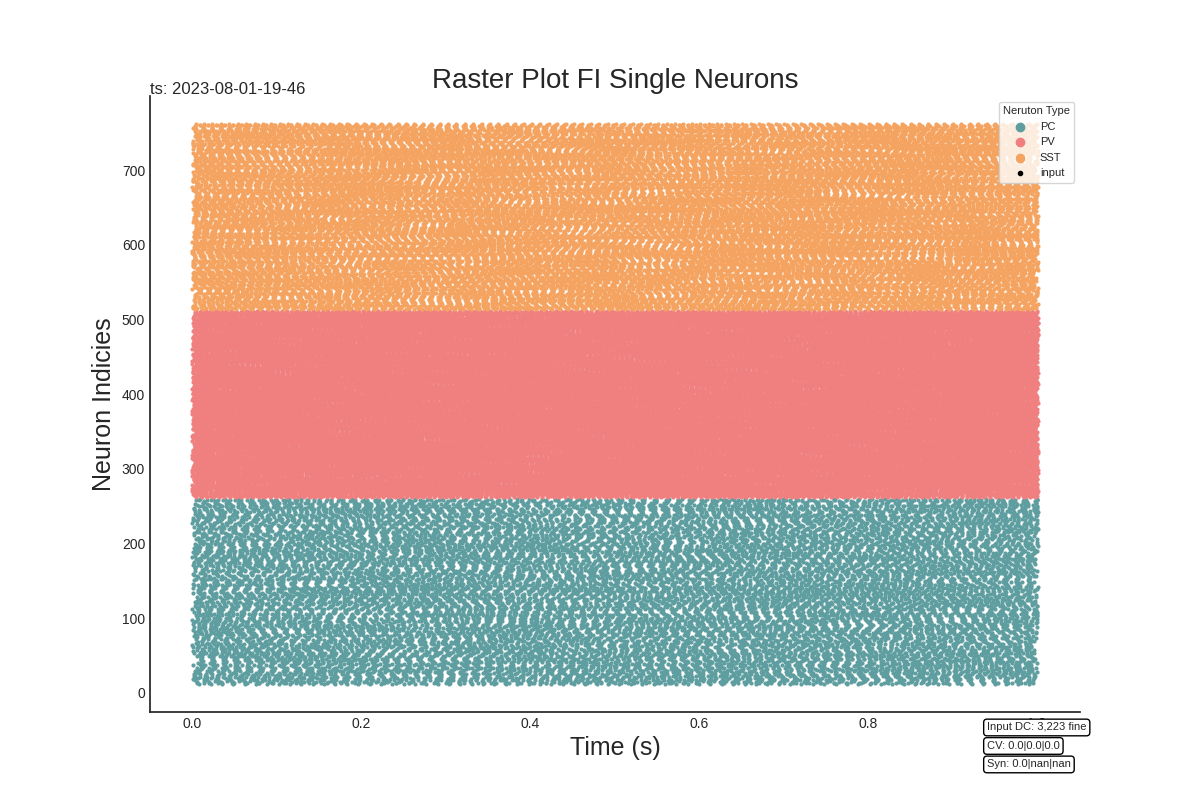 Raster Plot FI Single Neurons
ts: 2023-08-01-19-46
Neruton Type
PC
PV
SST
input
Neuron Indicies
700
600
500
400
300
200
100
0
0.0 0.2 0.4 0.6 0.8
Time (s)
Input DC: 3,223 fine
CV: 0.0|0.0|0.0
Syn: 0.0|nan|nan